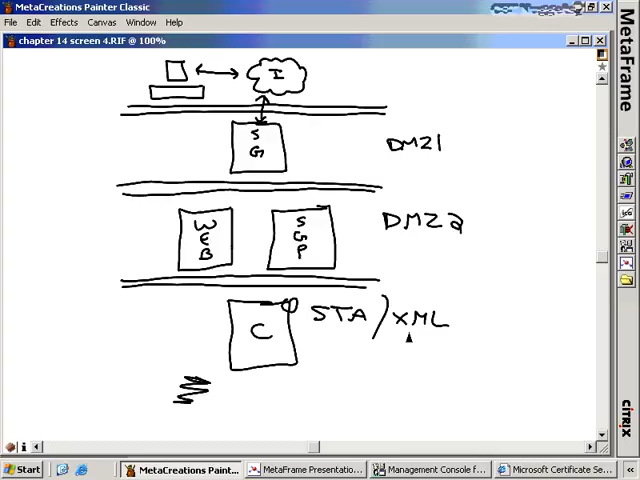 MetaCreations Painter Classic
File Edit Effects Canvas Window Help
chapter 14 screen 4.RIF @ 100%
I
S
G
DMZ1
W
E
B
S
G
P
DMZ2
C
STA/XML
MetaFrame
CITRIX
Start
MetaCreations Paint...
MetaFrame Presentatio...
Management Console f...
Microsoft Certificate Se...